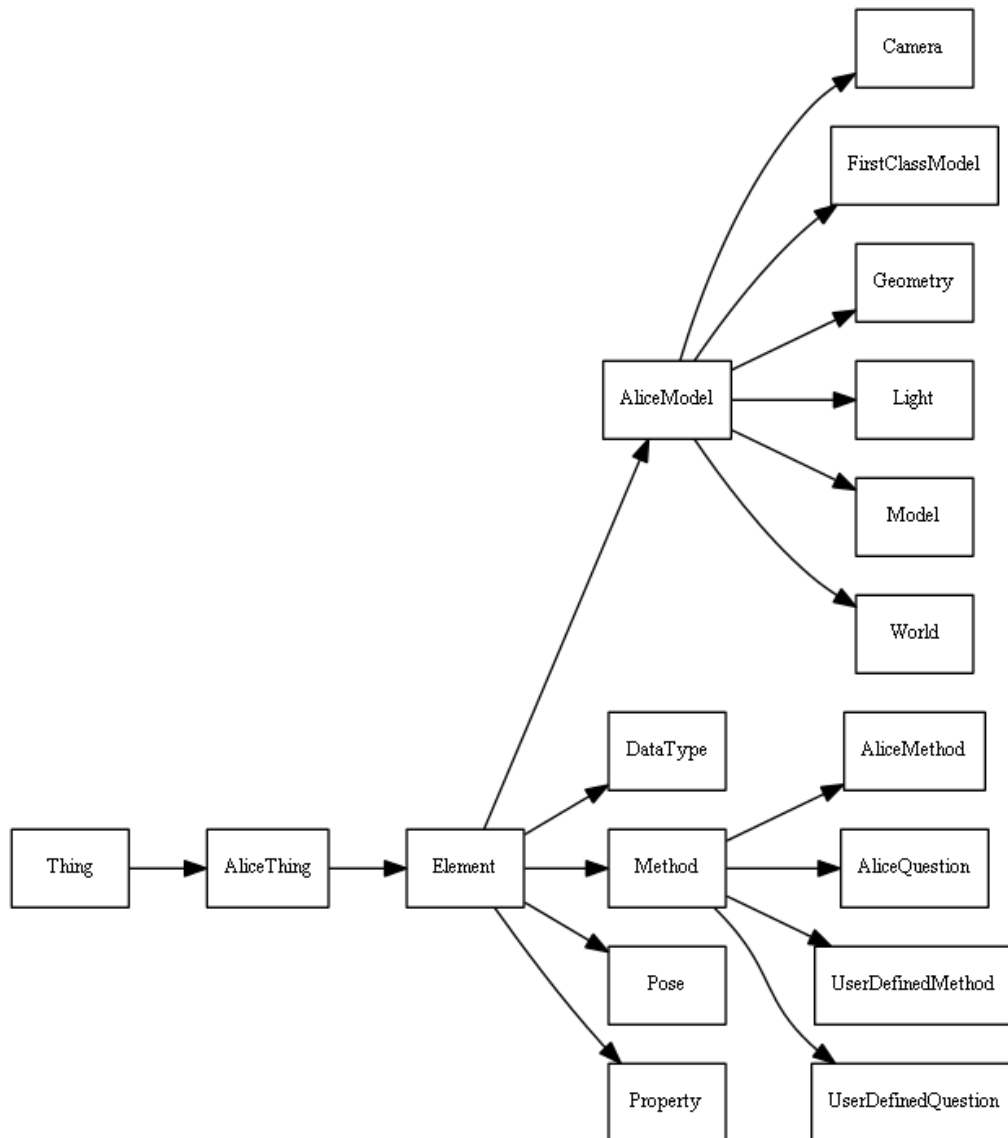 Camera
FirstClassModel
Geometry
AliceModel
Light
Model
World
DataType
AliceMethod
Thing
AliceThing
Element
Method
AliceQuestion
Pose
UserDefinedMethod
Property
UserDefinedQuestion